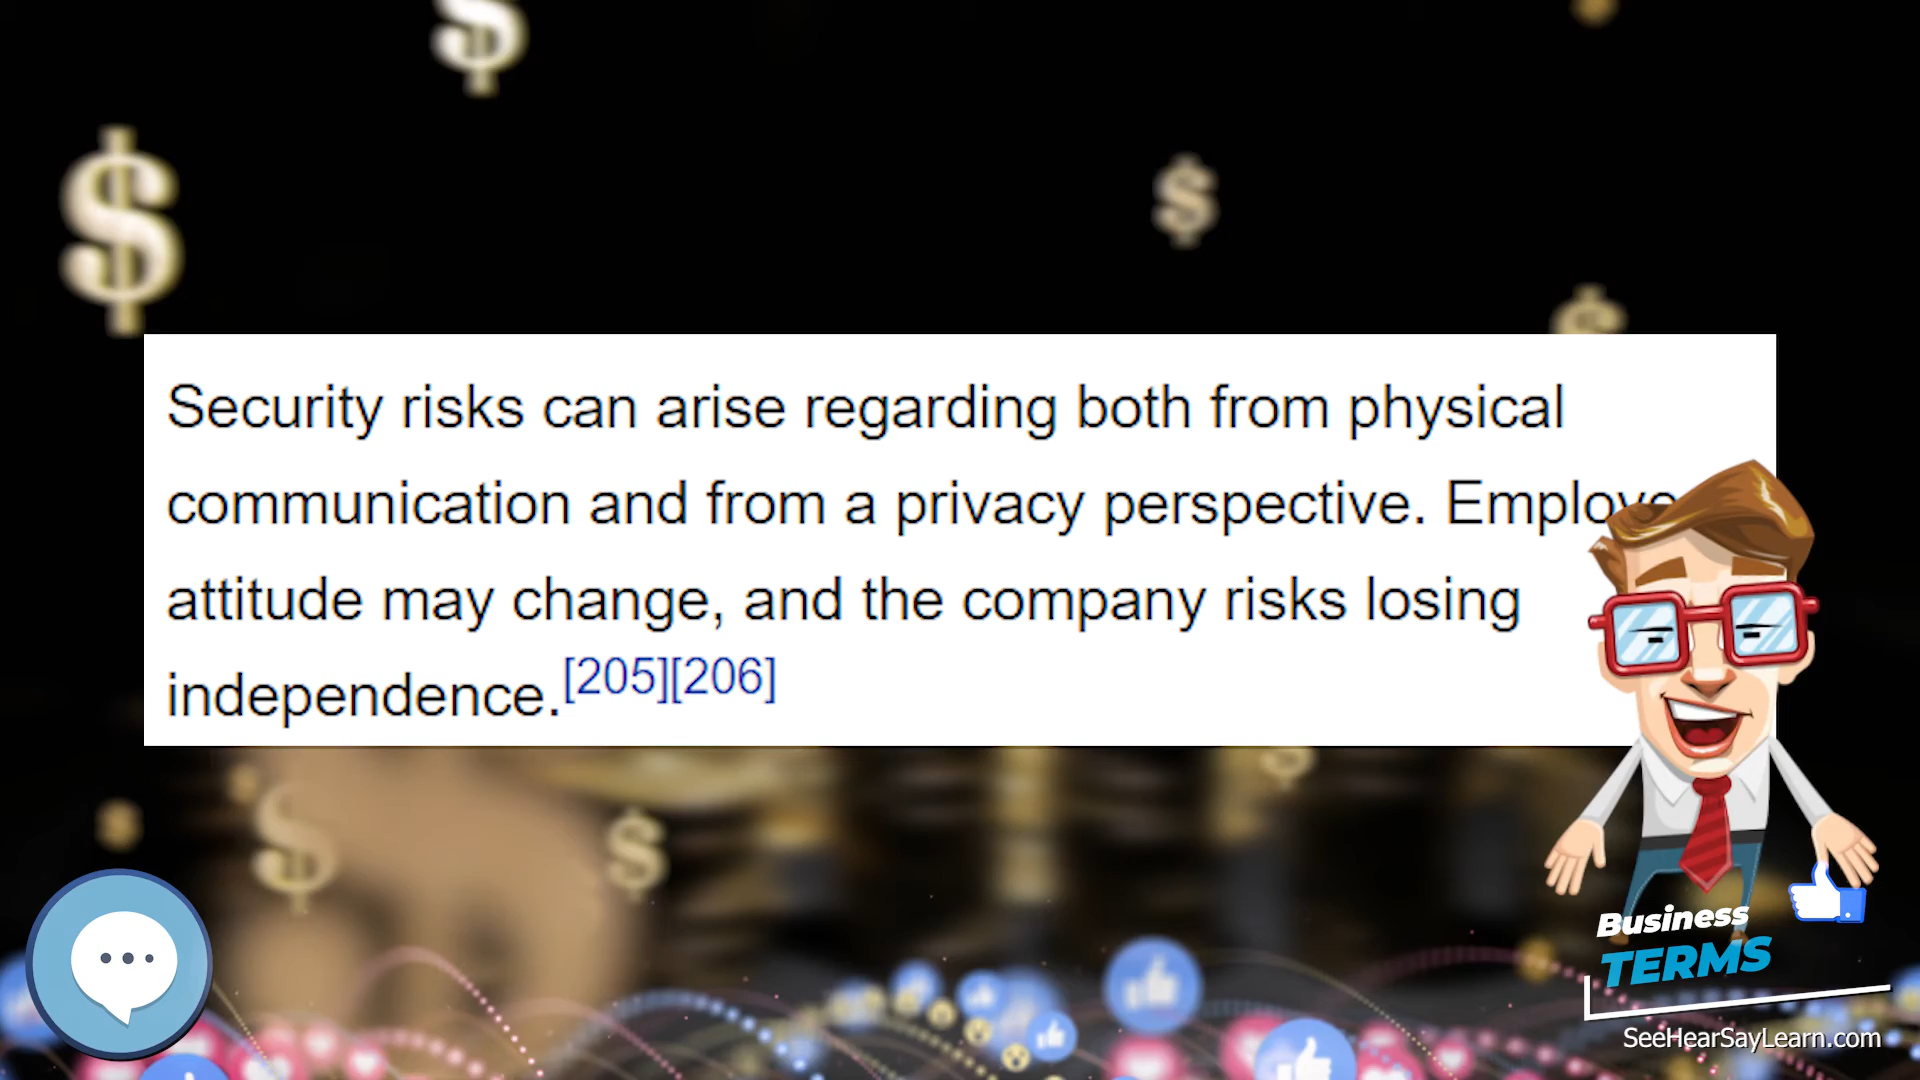 Security risks can arise regarding both from physical
communication and from a privacy perspective.
attitude may change, and the company risks losing
independence.[205][206]
Business
TERMS
SeeHearSayLearn.com